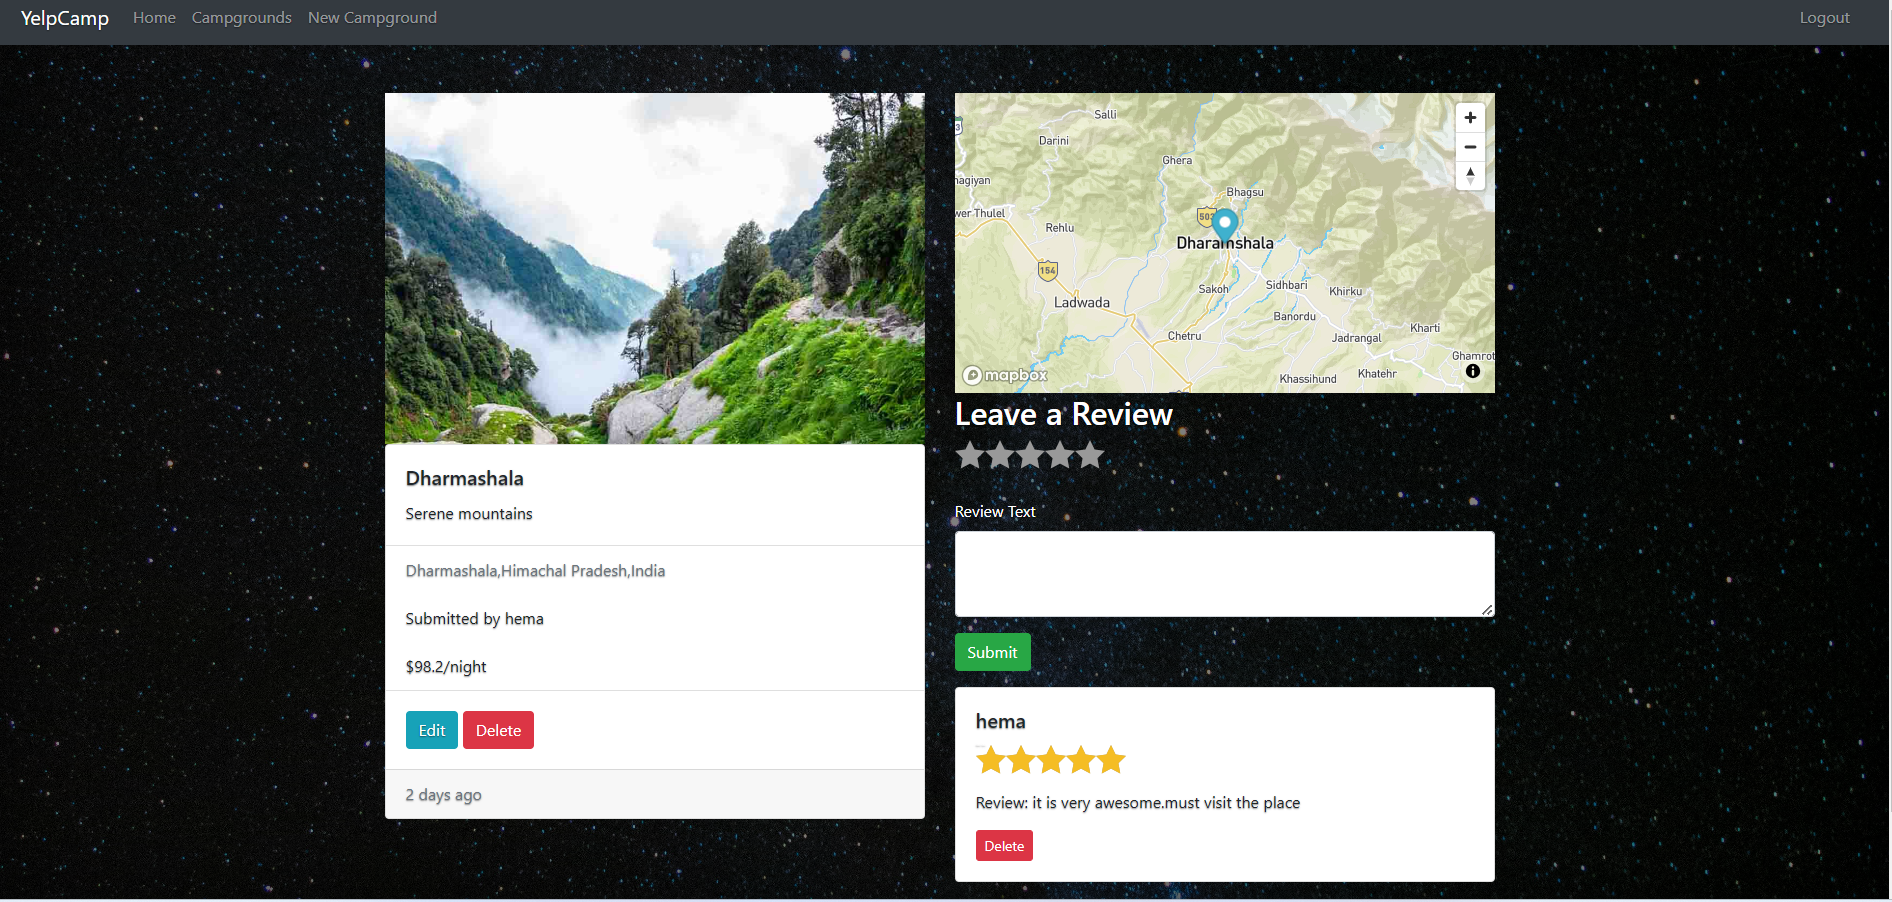 YelpCamp Home Campgrounds New Campground Logout
Dharmashala
Serene mountains
Dharmashala,Himachal Pradesh,India
Submitted by hema
$98.2/night
Edit Delete
2 days ago
Salli
Darini
Ghera
nagiyan
Bhagsu
wer Thulel
502
Rehlu
Dharamshala
154
Sakoh
Sidhbari
Khirku
Ladwada
Banordu
Kharti
Chetru
Jadrangal
Ghamrot
Khatehr
Khassihund
mapbox
Leave a Review
Review Text
Submit
hema
Review: it is very awesome.must visit the place
Delete